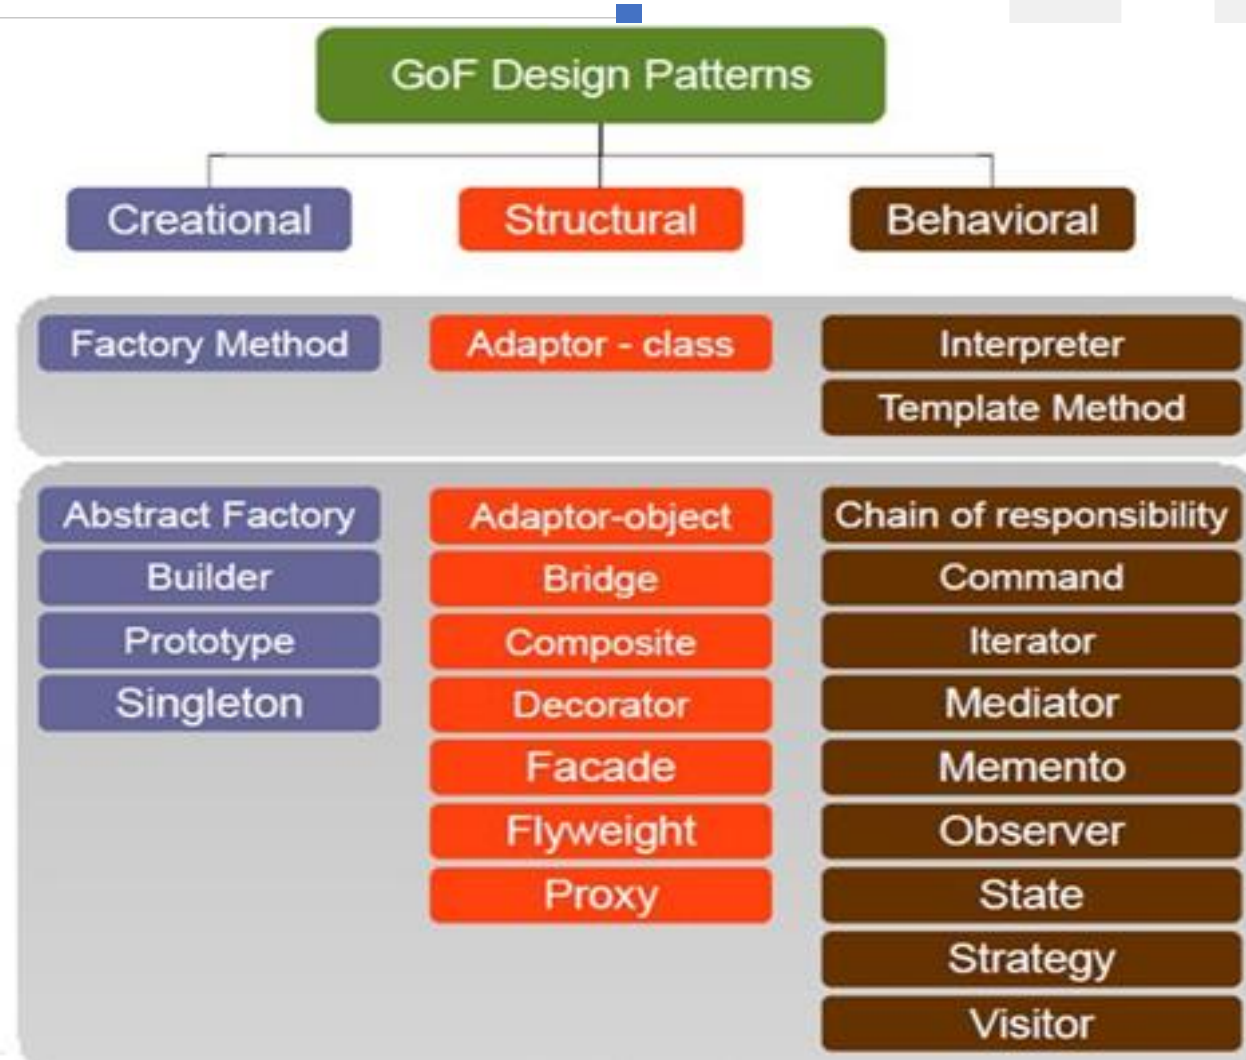 GoF Design Patterns
Creational
Structural
Behavioral
Factory Method
Adaptor - class
Interpreter
Template Method
Abstract Factory
Adaptor-object
Chain of responsibility
Builder
Bridge
Command
Prototype
Composite
Iterator
Singleton
Decorator
Mediator
Facade
Memento
Flyweight
Observer
Proxy
State
Strategy
Visitor